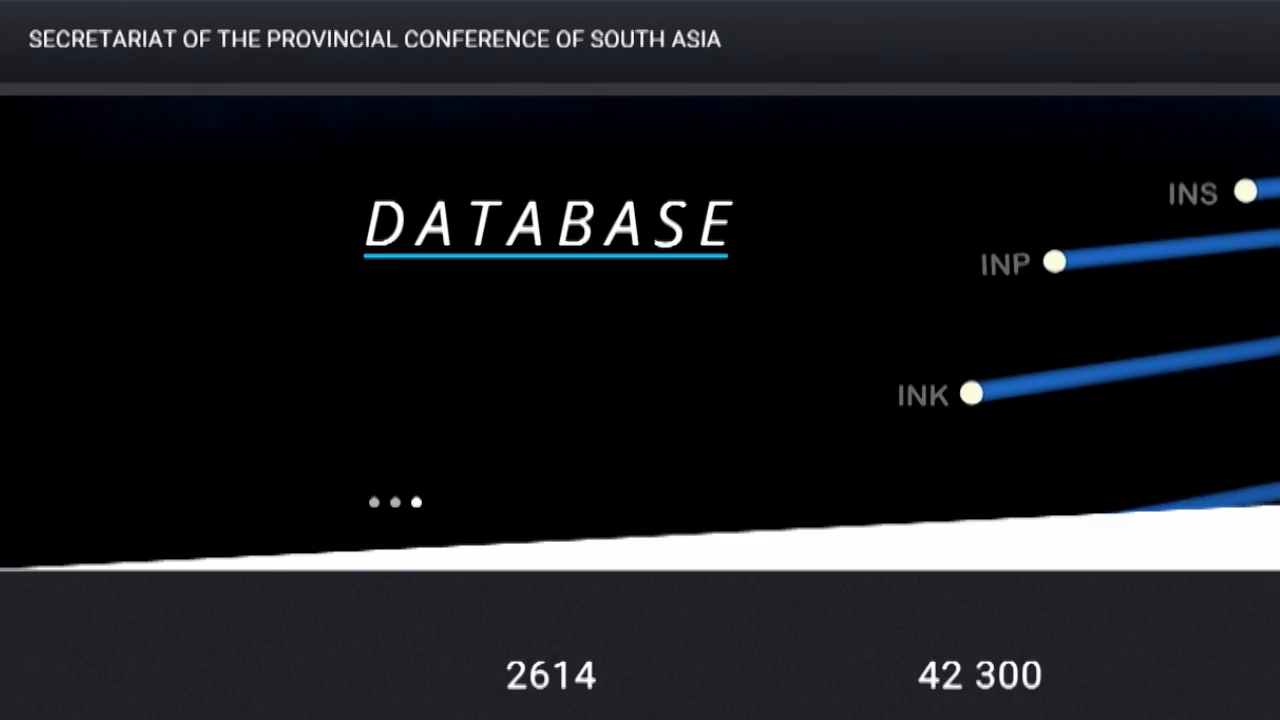 SECRETARIAT OF THE PROVINCIAL CONFERENCE OF SOUTH ASIA
DATABASE
INS
INP
INK
2614
42 300